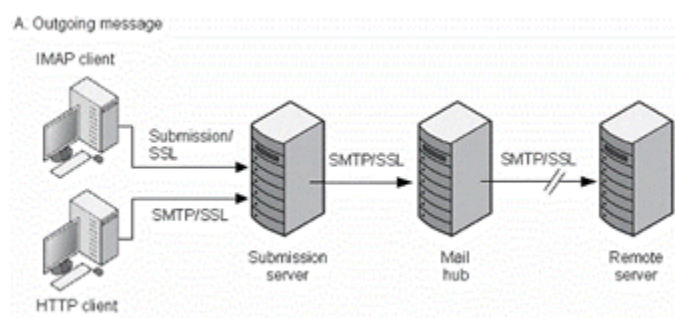 A. Outgoing message
IMAP client
Submission/
SSL
SMTP/SSL
SMTP/SSL
SMTP/SSL
Submission
server
Mail
hub
Remote
server
HTTP client